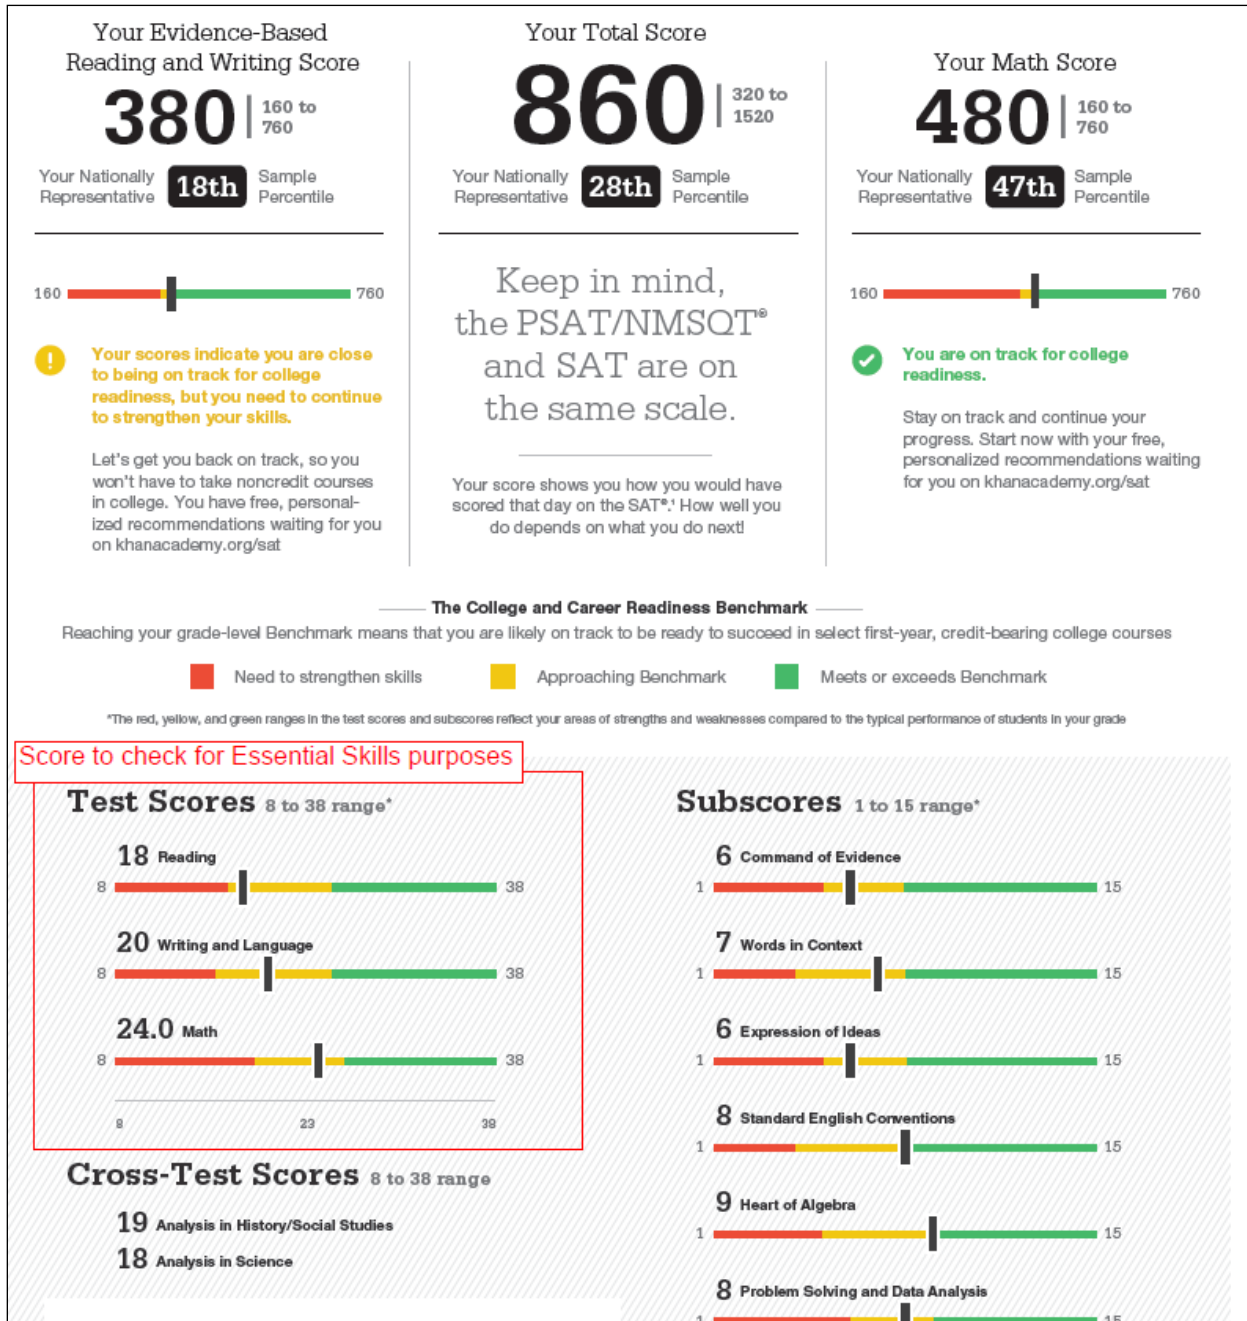 Your Evidence-Based
Reading and Writing Score
380
160 to
760
Your Nationally
Representative
18th
Sample
Percentile
160
760
Your scores indicate you are close
to being on track for college
readiness, but you need to continue
to strengthen your skills.
Let's get you back on track, so you
won't have to take noncredit courses
in college. You have free, personal-
ized recommendations waiting for you
on khanacademy.org/sat
Your Total Score
860
320 to
1520
Your Nationally
Representative
28th
Sample
Percentile
Keep in mind,
the PSAT/NMSQT®
and SAT are on
the same scale.
Your score shows you how you would have
scored that day on the SAT®.¹ How well you
do depends on what you do next!
Your Math Score
480
160 to
760
Your Nationally
Representative
47th
Sample
Percentile
160
760
You are on track for college
readiness.
Stay on track and continue your
progress. Start now with your free,
personalized recommendations waiting
for you on khanacademy.org/sat
The College and Career Readiness Benchmark
Reaching your grade-level Benchmark means that you are likely on track to be ready to succeed in select first-year, credit-bearing college courses
Need to strengthen skills
Approaching Benchmark
Meets or exceeds Benchmark
*The red, yellow, and green ranges in the test scores and subscores reflect your areas of strengths and weaknesses compared to the typical performance of students in your grade
Score to check for Essential Skills purposes
Test Scores 8 to 38 range*
18 Reading
8
38
20 Writing and Language
8
38
24.0 Math
8
38
8
23
38
Cross-Test Scores 8 to 38 range
19 Analysis in History/Social Studies
18 Analysis in Science
Subscores 1 to 15 range*
6 Command of Evidence
1
15
7 Words in Context
1
15
6 Expression of Ideas
1
15
8 Standard English Conventions
1
15
9 Heart of Algebra
1
15
8 Problem Solving and Data Analysis
1
15